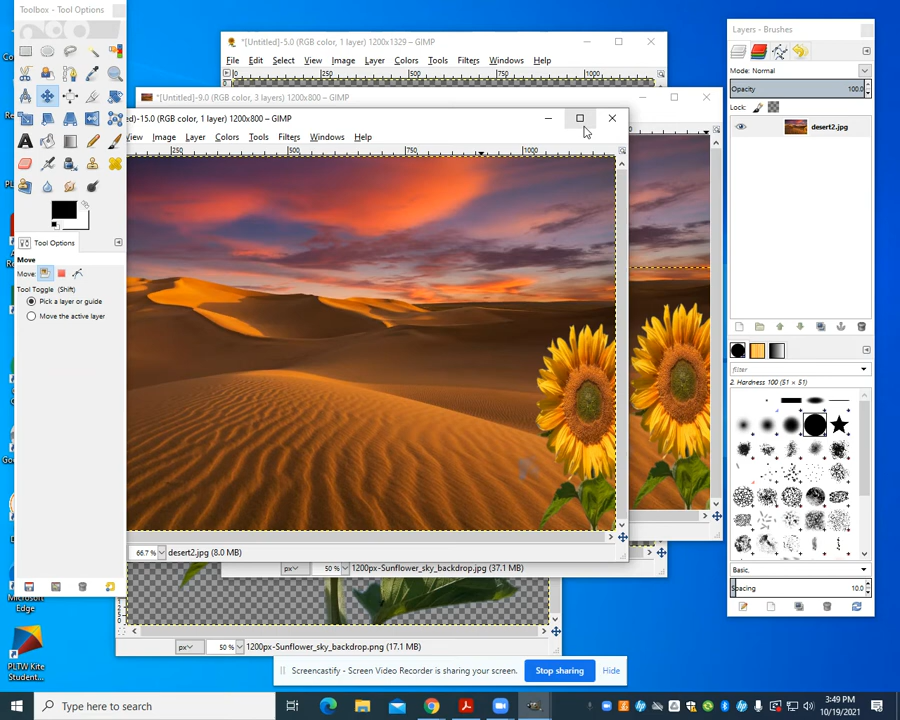 Toolbox - Tool Options
*[Untitled]-5.0 (RGB color, 1 layer) 1200x1329 – GIMP
File Edit Select View Image Layer Colors Tools Filters Windows Help
0 250 500 750 1000
*[Untitled]-9.0 (RGB color, 3 layers) 1200x800 – GIMP
d]-15.0 (RGB color, 1 layer) 1200x800 – GIMP
View Image Layer Colors Tools Filters Windows Help
250 500 750 1000
Tool Options
Move
Move:
Tool Toggle (Shift)
Pick a layer or guide
Move the active layer
66.7 % desert2.jpg (8.0 MB)
px 50 % 1200px-Sunflower_sky_backdrop.jpg (37.1 MB)
px 50 % 1200px-Sunflower_sky_backdrop.png (17.1 MB)
Layers - Brushes
Mode: Normal
Opacity 100.0
Lock:
desert2.jpg
filter
2. Hardness 100 (51 × 51)
Basic.
Spacing 10.0
Microsoft
Edge
PLTW Kite
Student...
Screencastify - Screen Video Recorder is sharing your screen. Stop sharing Hide
Type here to search
3:49 PM
10/19/2021